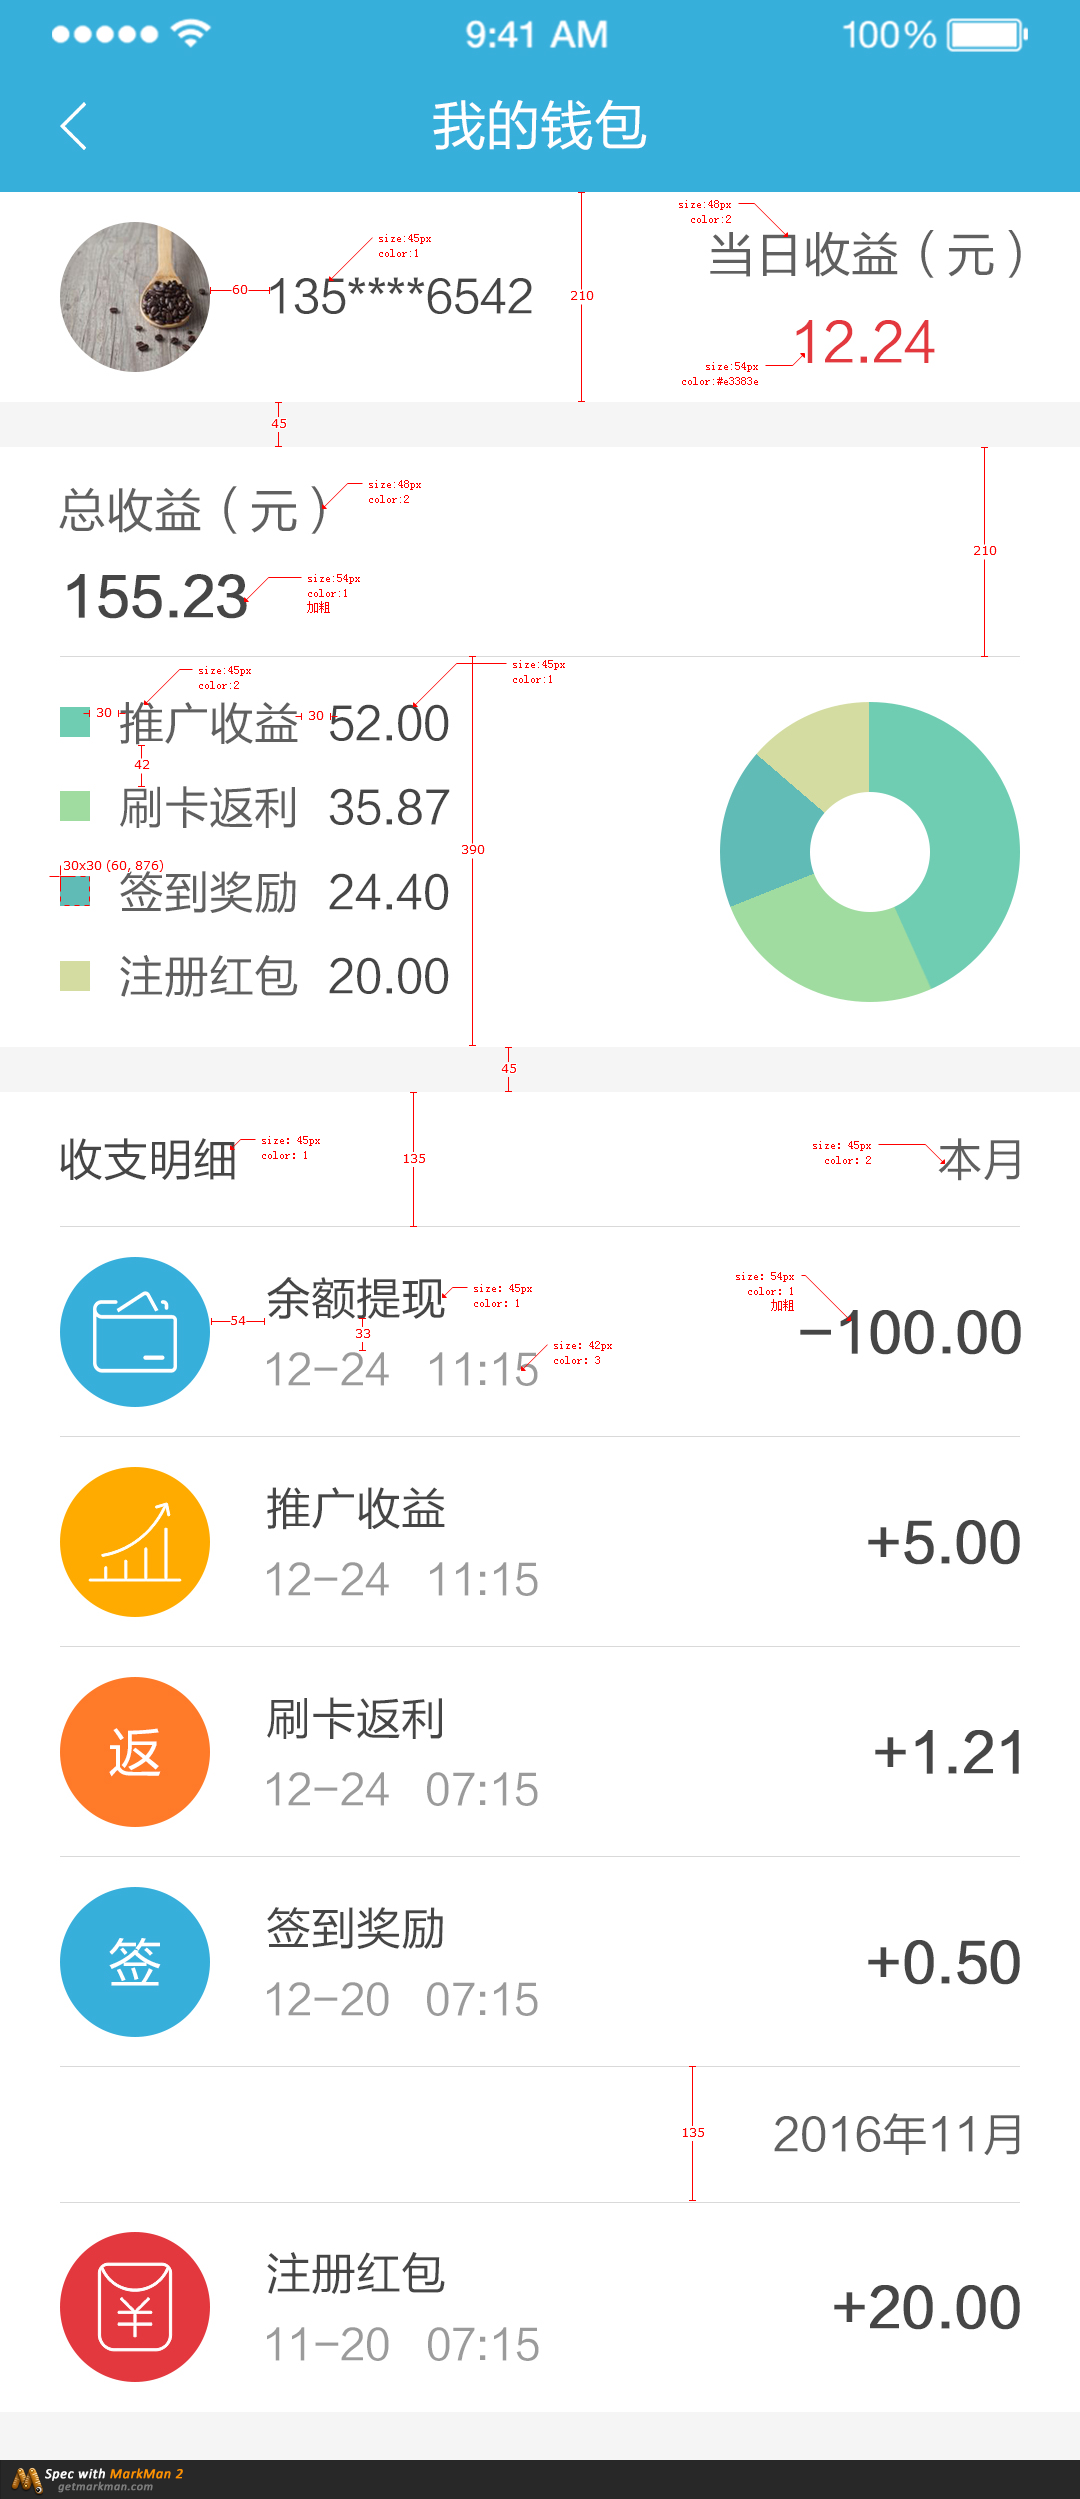 9:41 AM
100%
我的钱包
size:48px
color:2
当日收益（元）
size:45px
color:1
60
135****6542
210
12.24
size:54px
color:#e3383e
45
总收益（元）
size:48px
color:2
210
155.23
size:54px
color:1
加粗
size:45px
color:2
size:45px
color:1
30
推广收益
30
52.00
42
刷卡返利
35.87
390
30x30 (60, 876)
签到奖励
24.40
注册红包
20.00
45
收支明细
size: 45px
color: 1
135
size: 45px
color: 2
本月
余额提现
size: 45px
color: 1
size: 54px
color: 1
加粗
54
33
−100.00
12−24 11:15
size: 42px
color: 3
推广收益
12−24 11:15
+5.00
返
刷卡返利
12−24 07:15
+1.21
签
签到奖励
12−20 07:15
+0.50
135
2016年11月
¥
注册红包
11−20 07:15
+20.00
Spec with MarkMan 2
getmarkman.com